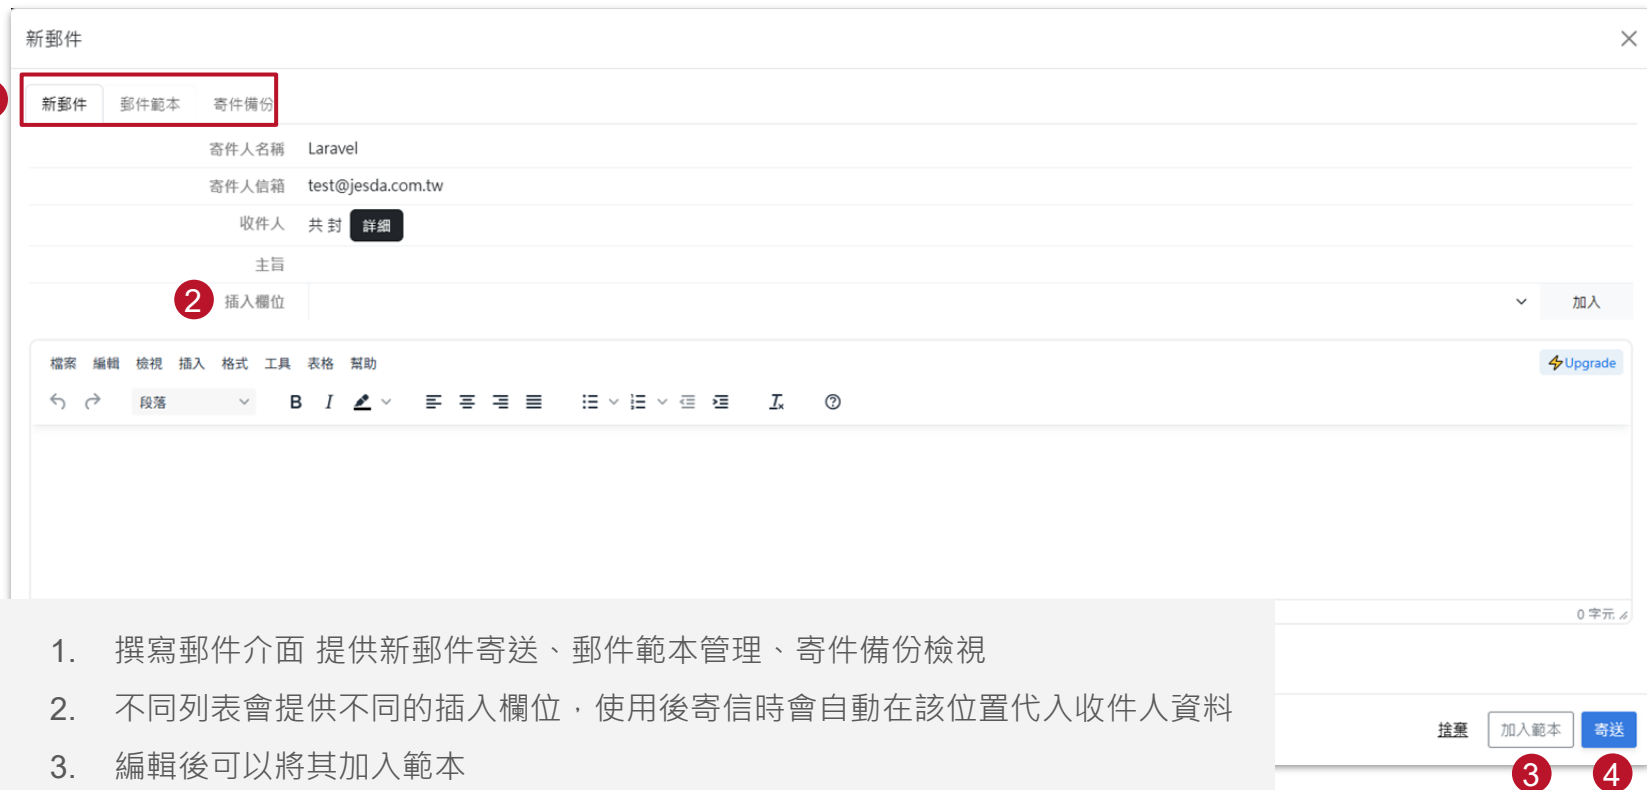 新郵件
新郵件 郵件範本 寄件備份
寄件人名稱 Laravel
寄件人信箱 test@jesda.com.tw
收件人 共 封 詳細
主旨
2 插入欄位 加入
檔案 編輯 檢視 插入 格式 工具 表格 幫助 Upgrade
段落 B I
0 字元
1. 撰寫郵件介面 提供新郵件寄送、郵件範本管理、寄件備份檢視
2. 不同列表會提供不同的插入欄位，使用後寄信時會自動在該位置代入收件人資料
3. 編輯後可以將其加入範本
捨棄 加入範本 寄送
3 4